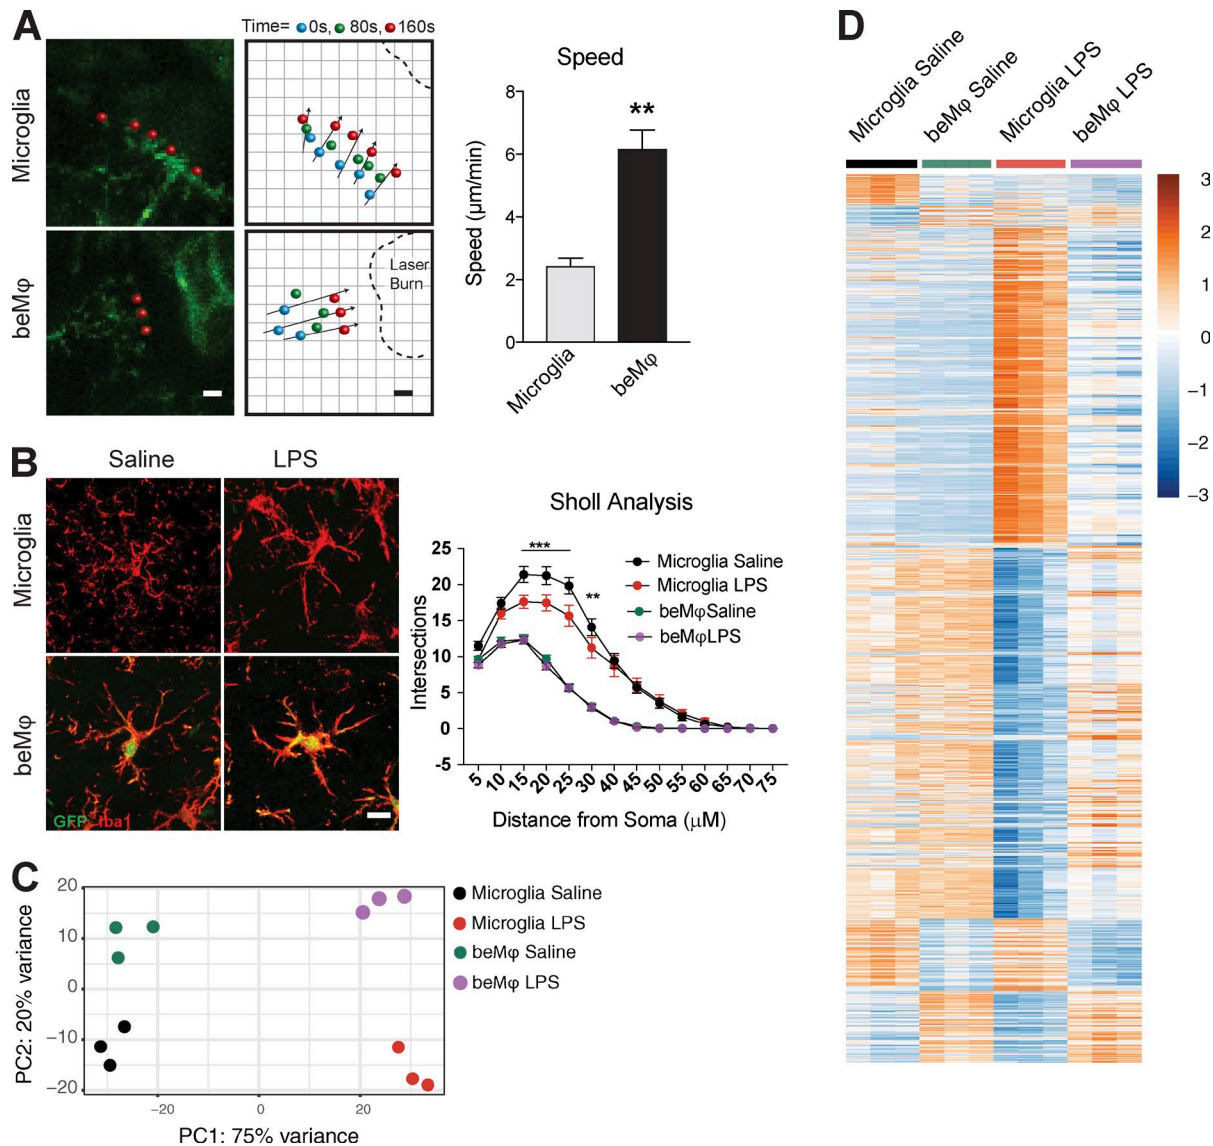 A
Time= 0s, 80s, 160s
Microglia
beMφ
Laser
Burn
Speed
**
Speed (μm/min)
8
6
4
2
0
Microglia
beMφ
B
Saline
LPS
Microglia
beMφ
GFP Iba1
Sholl Analysis
Intersections
25
20
15
10
5
0
-5
***
**
Microglia Saline
Microglia LPS
beMφSaline
beMφLPS
5 10 15 20 25 30 35 40 45 50 55 60 65 70 75
Distance from Soma (μM)
C
PC2: 20% variance
20
10
0
−10
−20
−20 0 20
PC1: 75% variance
Microglia Saline
Microglia LPS
beMφ Saline
beMφ LPS
D
Microglia Saline
beMφ Saline
Microglia LPS
beMφ LPS
3
2
1
0
−1
−2
−3